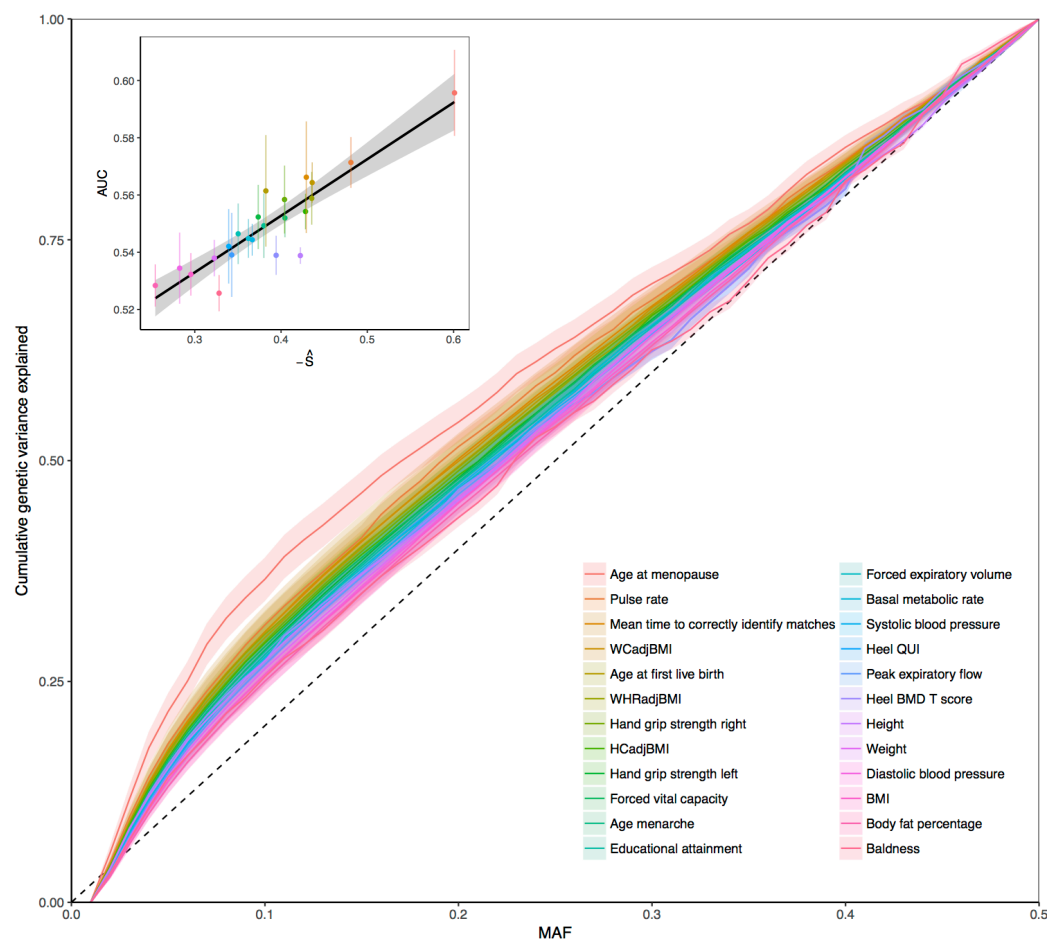 1.00
0.75
0.50
0.25
0.00
Cumulative genetic variance explained
0.0
0.1
0.2
0.3
0.4
0.5
MAF
0.60
0.58
0.56
0.54
0.52
AUC
0.3
0.4
0.5
0.6
-Ŝ
Age at menopause
Pulse rate
Mean time to correctly identify matches
WCadjBMI
Age at first live birth
WHRadjBMI
Hand grip strength right
HCadjBMI
Hand grip strength left
Forced vital capacity
Age menarche
Educational attainment
Forced expiratory volume
Basal metabolic rate
Systolic blood pressure
Heel QUI
Peak expiratory flow
Heel BMD T score
Height
Weight
Diastolic blood pressure
BMI
Body fat percentage
Baldness